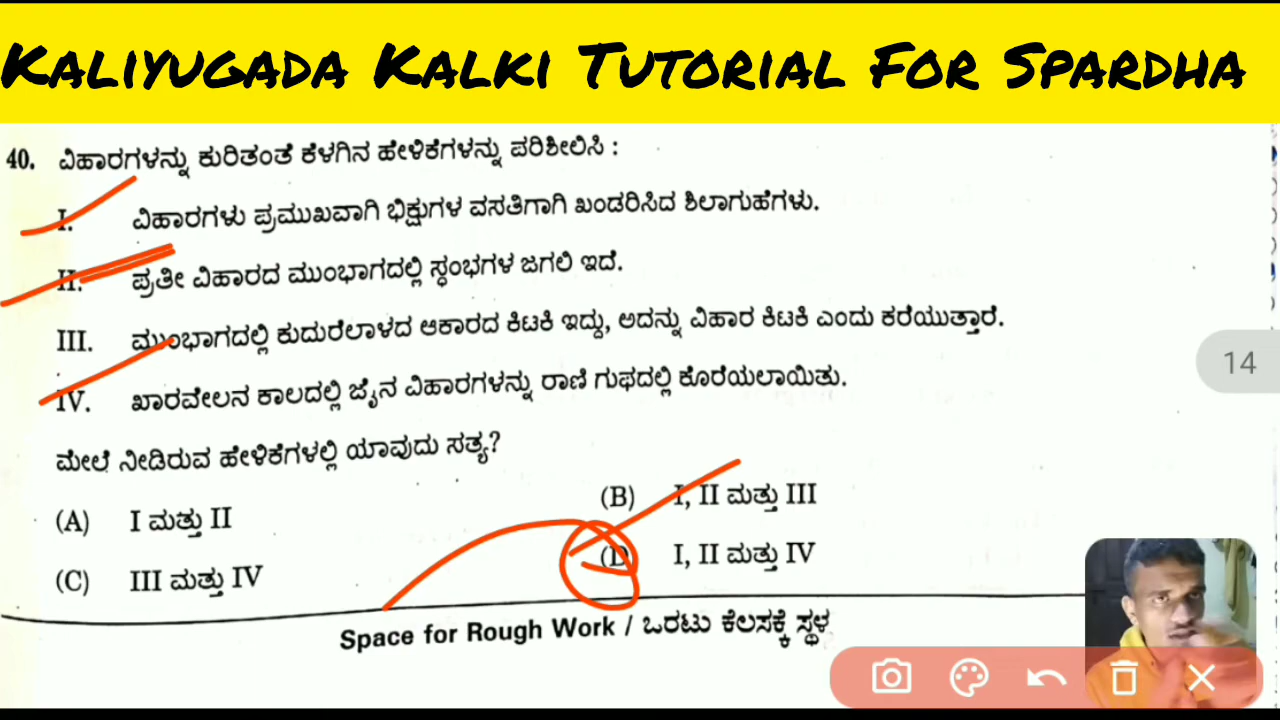 KALIYUGADA KALKI TUTORIAL FOR SPARDHA
40. ವಿಹಾರಗಳನ್ನು ಕುರಿತಂತೆ ಕೆಳಗಿನ ಹೇಳಿಕೆಗಳನ್ನು ಪರಿಶೀಲಿಸಿ :
I. ವಿಹಾರಗಳು ಪ್ರಮುಖವಾಗಿ ಭಿಕ್ಷುಗಳ ವಸತಿಗಾಗಿ ಖಂಡರಿಸಿದ ಶಿಲಾಗುಹೆಗಳು.
II. ಪ್ರತೀ ವಿಹಾರದ ಮುಂಭಾಗದಲ್ಲಿ ಸ್ಥಂಭಗಳ ಜಗಲಿ ಇದೆ.
III. ಮುಂಭಾಗದಲ್ಲಿ ಕುದುರೆಲಾಳದ ಆಕಾರದ ಕಿಟಕಿ ಇದ್ದು, ಅದನ್ನು ವಿಹಾರ ಕಿಟಕಿ ಎಂದು ಕರೆಯುತ್ತಾರೆ.
14
IV. ಖಾರವೇಲನ ಕಾಲದಲ್ಲಿ ಜೈನ ವಿಹಾರಗಳನ್ನು ರಾಣಿ ಗುಫದಲ್ಲಿ ಕೊರೆಯಲಾಯಿತು.
ಮೇಲೆ ನೀಡಿರುವ ಹೇಳಿಕೆಗಳಲ್ಲಿ ಯಾವುದು ಸತ್ಯ?
(A) I ಮತ್ತು II
(B) I, II ಮತ್ತು III
(C) III ಮತ್ತು IV
(D) I, II ಮತ್ತು IV
Space for Rough Work / ಒರಟು ಕೆಲಸಕ್ಕೆ ಸ್ಥಳ